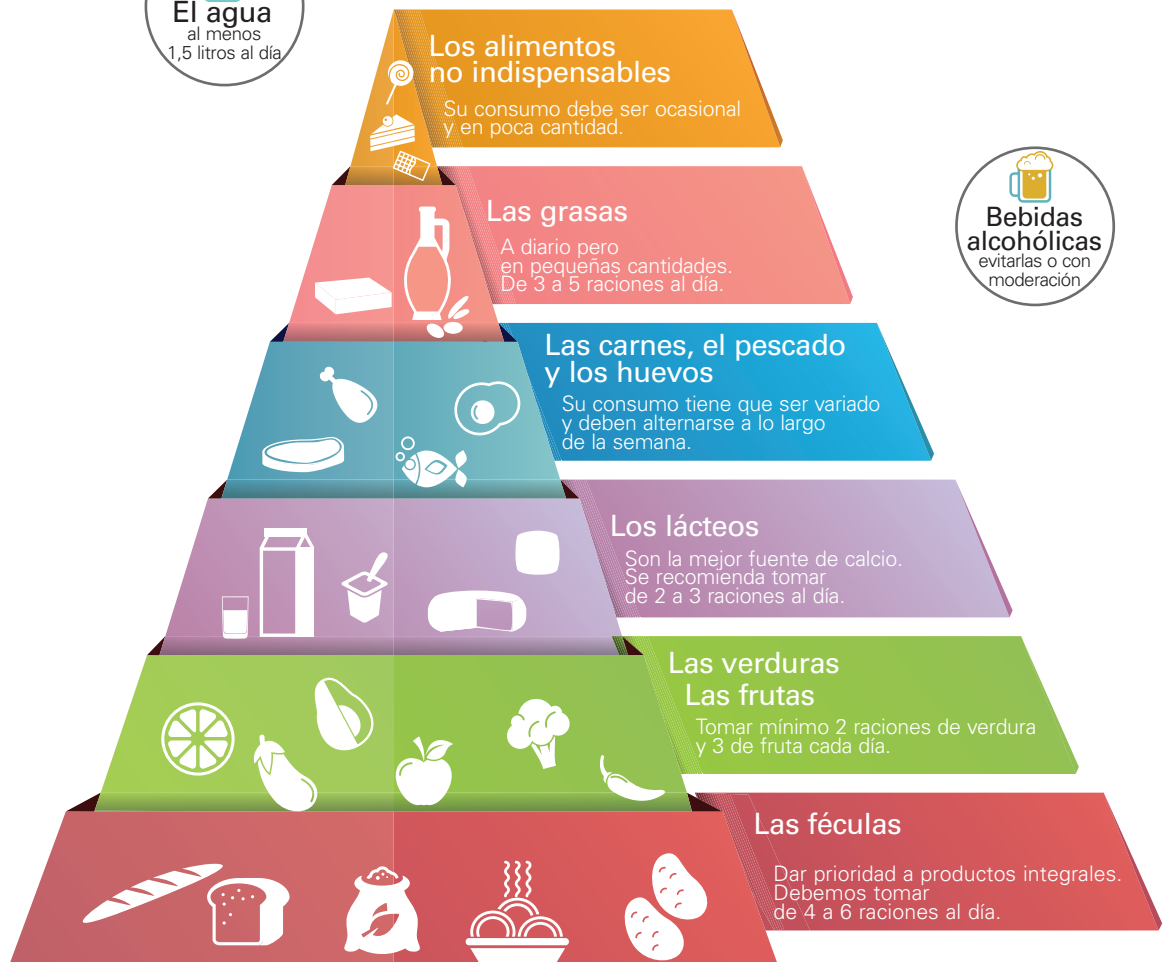 El agua
al menos
1,5 litros al día
Los alimentos
no indispensables
Su consumo debe ser ocasional
y en poca cantidad.
Bebidas
alcohólicas
evitarlas o con
moderación
Las grasas
A diario pero
en pequeñas cantidades.
De 3 a 5 raciones al día.
Las carnes, el pescado
y los huevos
Su consumo tiene que ser variado
y deben alternarse a lo largo
de la semana.
Los lácteos
Son la mejor fuente de calcio.
Se recomienda tomar
de 2 a 3 raciones al día.
Las verduras
Las frutas
Tomar mínimo 2 raciones de verdura
y 3 de fruta cada día.
Las féculas
Dar prioridad a productos integrales.
Debemos tomar
de 4 a 6 raciones al día.